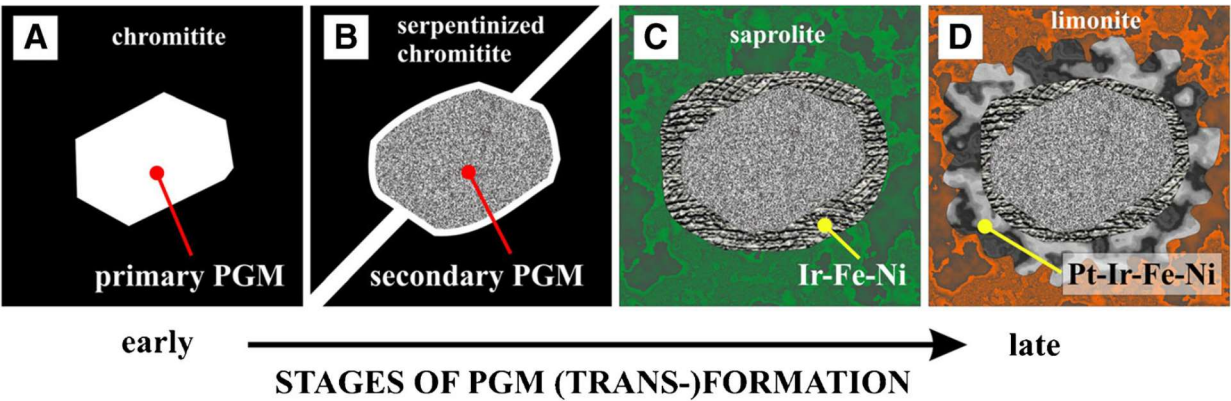 A
chromitite
primary PGM
B
serpentinized
chromitite
secondary PGM
C
saprolite
Ir-Fe-Ni
D
limonite
Pt-Ir-Fe-Ni
early
late
STAGES OF PGM (TRANS-)FORMATION